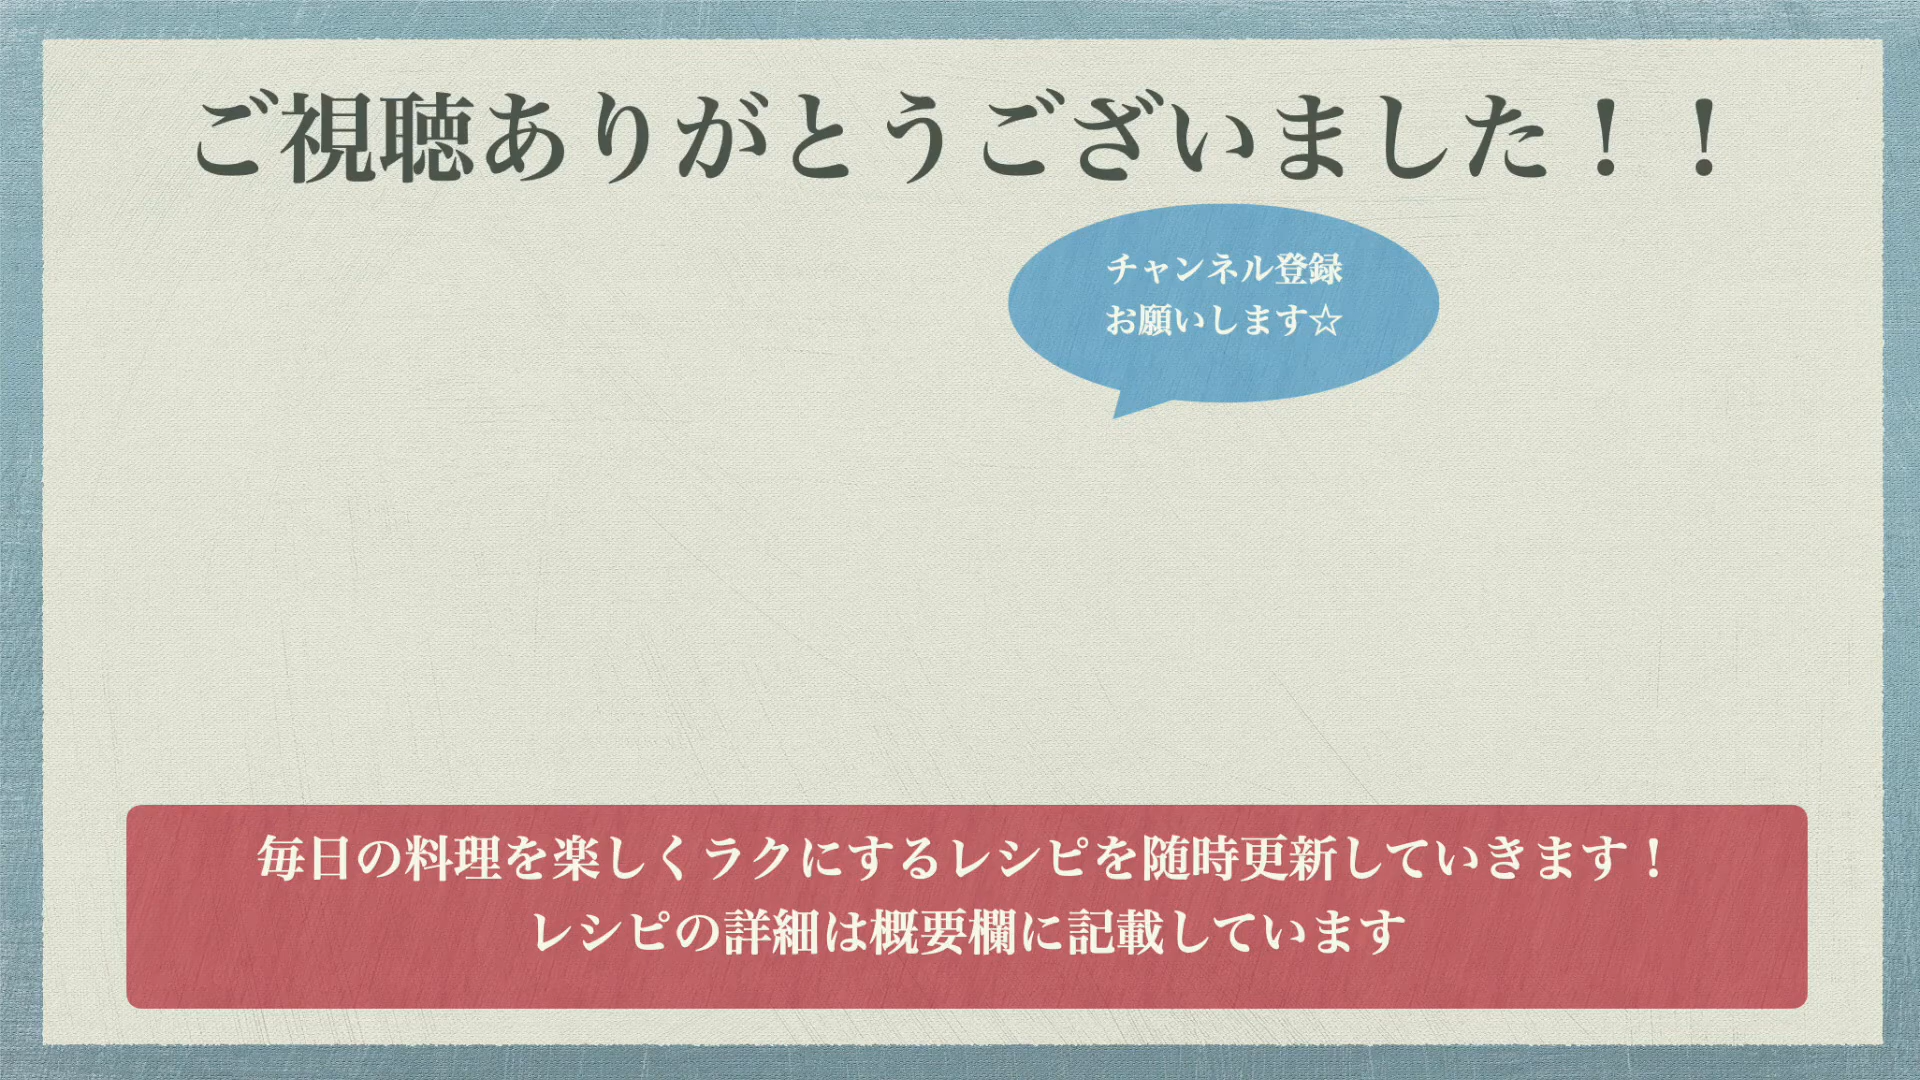 ご視聴ありがとうございました！！
チャンネル登録
お願いします☆
毎日の料理を楽しくラクにするレシピを随時更新していきます！
レシピの詳細は概要欄に記載しています